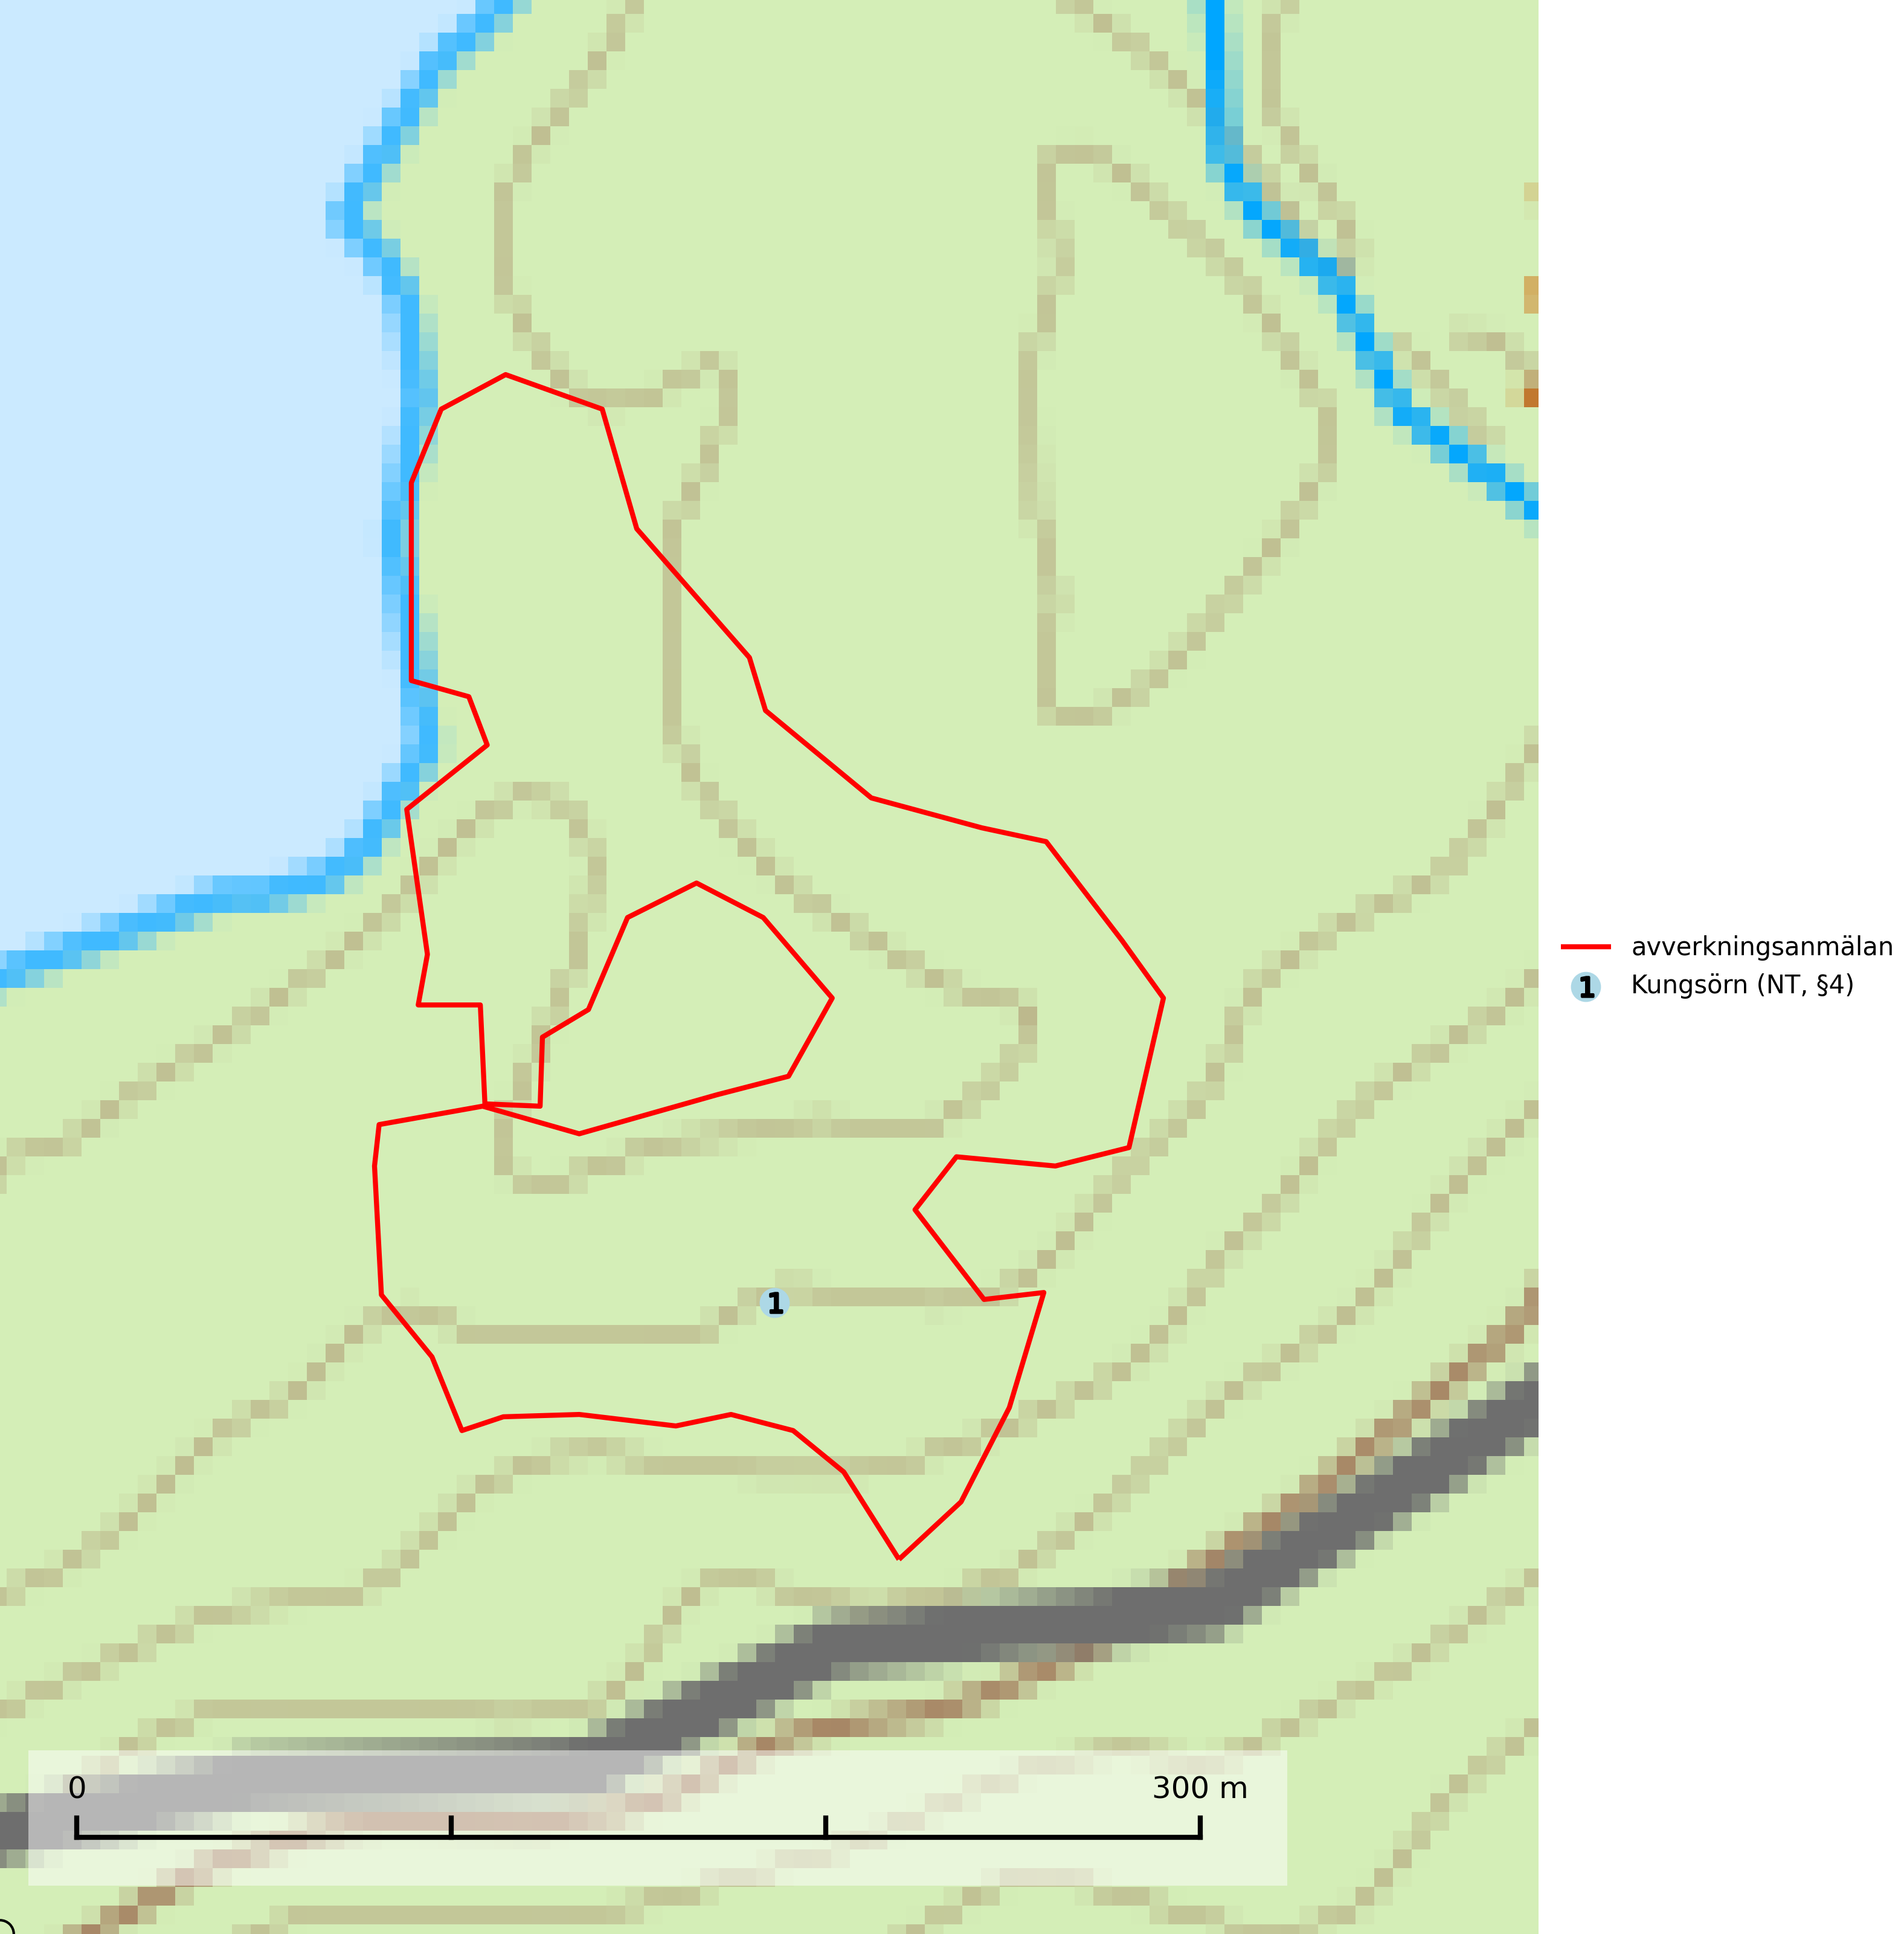 avverkningsanmälan
1 Kungsörn (NT, §4)
1
0 300 m